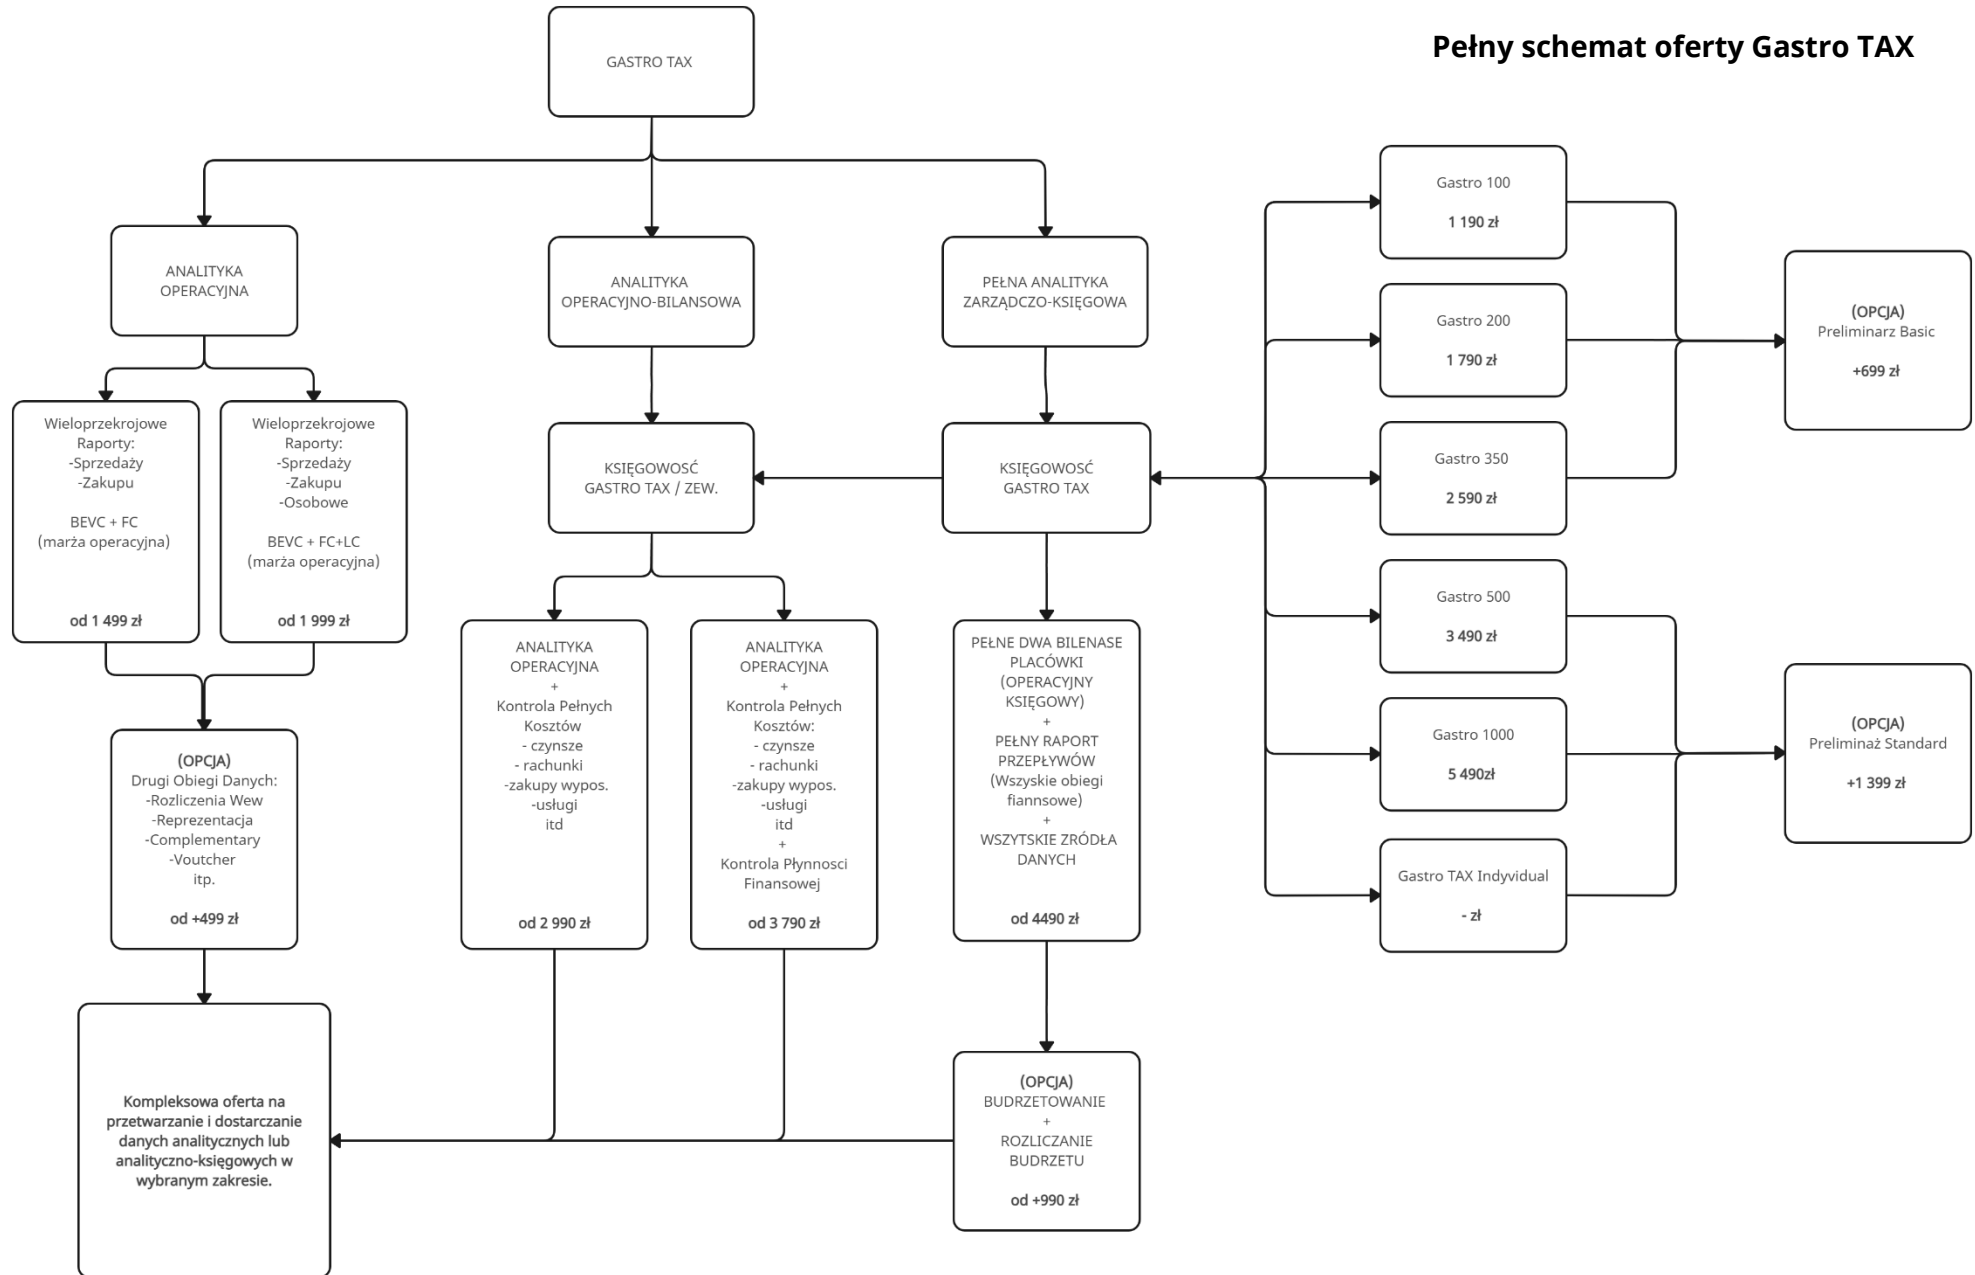 Pełny schemat oferty Gastro TAX
GASTRO TAX
ANALITYKA
OPERACYJNA
ANALITYKA
OPERACYJNO-BILANSOWA
PEŁNA ANALITYKA
ZARZĄDCZO-KSIĘGOWA
Wieloprzekrojowe
Raporty:
-Sprzedaży
-Zakupu
BEVC + FC
(marża operacyjna)
od 1 499 zł
Wieloprzekrojowe
Raporty:
-Sprzedaży
-Zakupu
-Osobowe
BEVC + FC+LC
(marża operacyjna)
od 1 999 zł
KSIĘGOWOSĆ
GASTRO TAX / ZEW.
KSIĘGOWOSĆ
GASTRO TAX
(OPCJA)
Drugi Obiegi Danych:
-Rozliczenia Wew
-Reprezentacja
-Complementary
-Voutcher
itp.
od +499 zł
ANALITYKA
OPERACYJNA
+
Kontrola Pełnych
Kosztów
- czynsze
- rachunki
-zakupy wypos.
-usługi
itd
od 2 990 zł
ANALITYKA
OPERACYJNA
+
Kontrola Pełnych
Kosztów:
- czynsze
- rachunki
-zakupy wypos.
-usługi
itd
+
Kontrola Płynnosci
Finansowej
od 3 790 zł
PEŁNE DWA BILENASE
PLACÓWKI
(OPERACYJNY
KSIĘGOWY)
+
PEŁNY RAPORT
PRZEPŁYWÓW
(Wszyskie obiegi
fiannsowe)
+
WSZYTSKIE ZRÓDŁA
DANYCH
od 4490 zł
Kompleksowa oferta na
przetwarzanie i dostarczanie
danych analitycznych lub
analityczno-księgowych w
wybranym zakresie.
(OPCJA)
BUDRZETOWANIE
+
ROZLICZANIE
BUDRZETU
od +990 zł
Gastro 100
1 190 zł
Gastro 200
1 790 zł
Gastro 350
2 590 zł
Gastro 500
3 490 zł
Gastro 1000
5 490zł
Gastro TAX Indyvidual
- zł
(OPCJA)
Preliminarz Basic
+699 zł
(OPCJA)
Preliminaż Standard
+1 399 zł